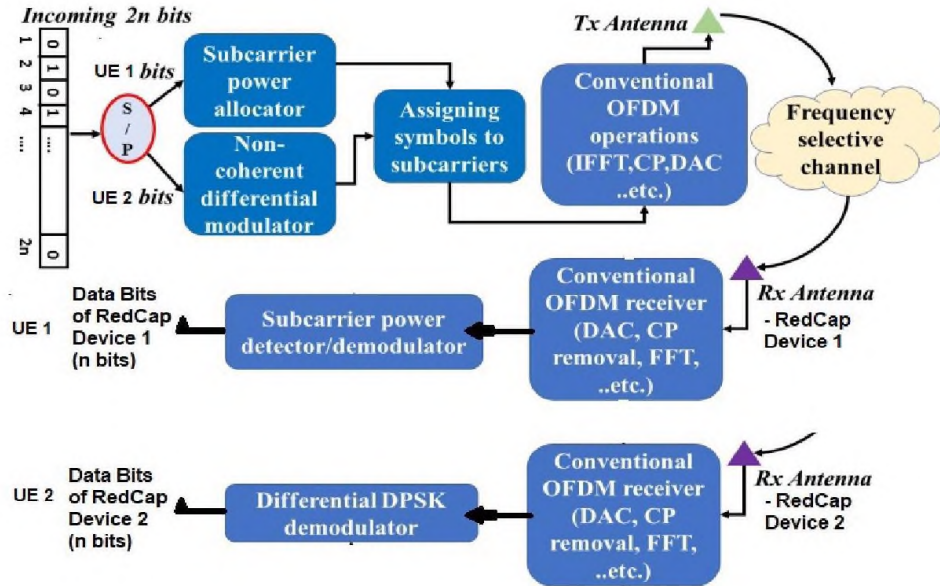 Incoming 2n bits
1
2
3
4
....
2n
0
1
0
1
....
0
S
/
P
UE 1 bits
UE 2 bits
Subcarrier
power
allocator
Non-
coherent
differential
modulator
Assigning
symbols to
subcarriers
Conventional
OFDM
operations
(IFFT,CP,DAC
..etc.)
Tx Antenna
Frequency
selective
channel
UE 1
Data Bits
of RedCap
Device 1
(n bits)
Subcarrier power
detector/demodulator
Conventional
OFDM receiver
(DAC, CP
removal, FFT,
..etc.)
Rx Antenna
- RedCap
Device 1
UE 2
Data Bits
of RedCap
Device 2
(n bits)
Differential DPSK
demodulator
Conventional
OFDM receiver
(DAC, CP
removal, FFT,
..etc.)
Rx Antenna
- RedCap
Device 2